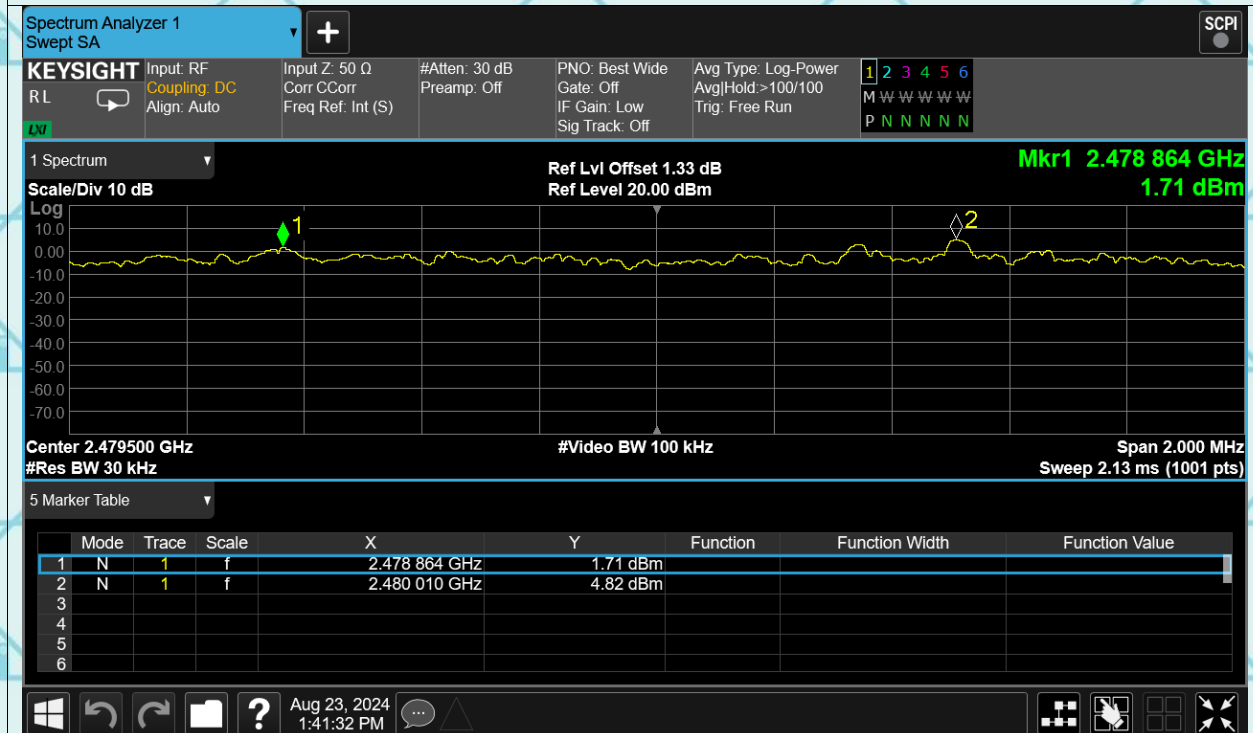 Spectrum Analyzer 1
Swept SA
SCPI
KEYSIGHT
RL
LXI
Input: RF
Coupling: DC
Align: Auto
Input Z: 50 Ω
Corr CCorr
Freq Ref: Int (S)
#Atten: 30 dB
Preamp: Off
PNO: Best Wide
Gate: Off
IF Gain: Low
Sig Track: Off
Avg Type: Log-Power
Avg|Hold:>100/100
Trig: Free Run
1 2 3 4 5 6
M W W W W W
P N N N N N
1 Spectrum
Scale/Div 10 dB
Ref Lvl Offset 1.33 dB
Ref Level 20.00 dBm
Mkr1 2.478 864 GHz
1.71 dBm
Log
10.0
0.00
-10.0
-20.0
-30.0
-40.0
-50.0
-60.0
-70.0
1
2
Center 2.479500 GHz
#Video BW 100 kHz
Span 2.000 MHz
#Res BW 30 kHz
Sweep 2.13 ms (1001 pts)
5 Marker Table
Mode Trace Scale X Y Function Function Width Function Value
1 N 1 f 2.478 864 GHz 1.71 dBm
2 N 1 f 2.480 010 GHz 4.82 dBm
3
4
5
6
?
Aug 23, 2024
1:41:32 PM